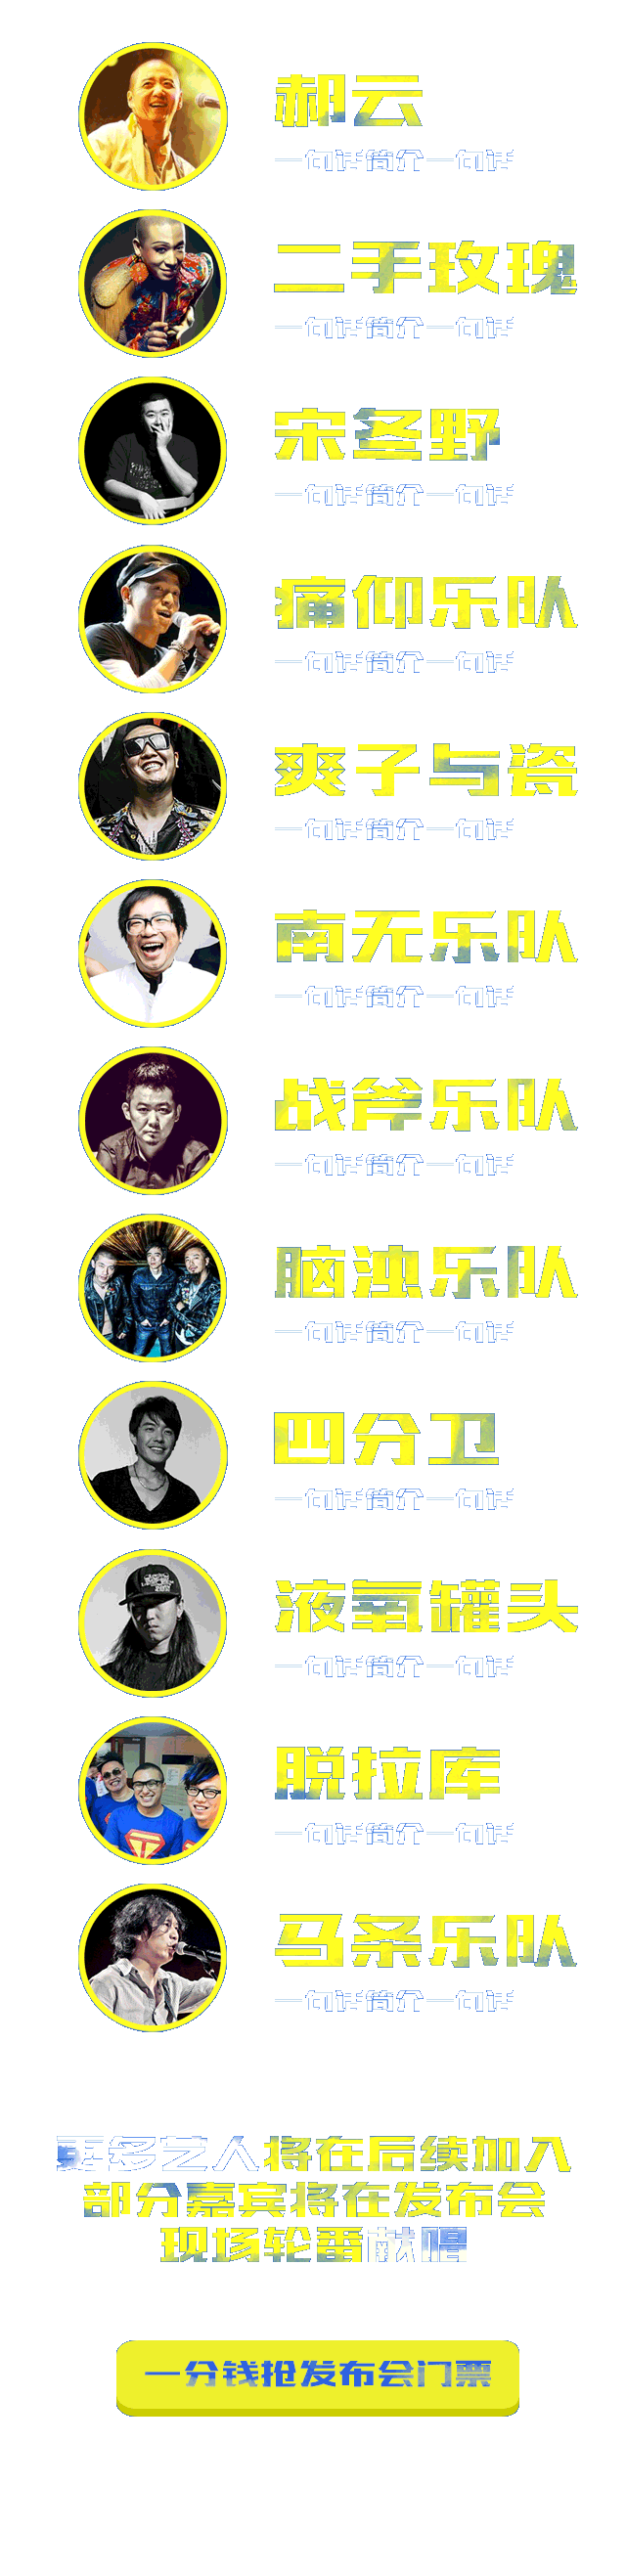 郝云
一句话简介一句话
二手玫瑰
一句话简介一句话
宋冬野
一句话简介一句话
痛仰乐队
一句话简介一句话
爽子与瓷
一句话简介一句话
南无乐队
一句话简介一句话
战斧乐队
一句话简介一句话
脑浊乐队
一句话简介一句话
四分卫
一句话简介一句话
液氧罐头
一句话简介一句话
脱拉库
一句话简介一句话
马条乐队
一句话简介一句话
更多艺人将在后续加入
部分嘉宾将在发布会
现场轮番献唱
一分钱抢发布会门票